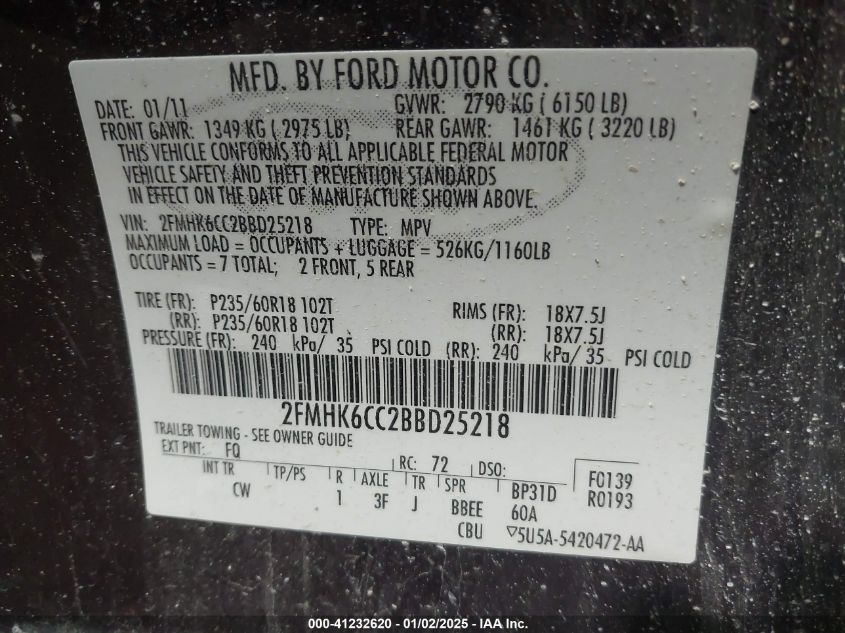 MFD. BY FORD MOTOR CO.
DATE: 01/11 GVWR: 2790 KG ( 6150 LB)
FRONT GAWR: 1349 KG ( 2975 LB) REAR GAWR: 1461 KG ( 3220 LB)
THIS VEHICLE CONFORMS TO ALL APPLICABLE FEDERAL MOTOR
VEHICLE SAFETY AND THEFT PREVENTION STANDARDS
IN EFFECT ON THE DATE OF MANUFACTURE SHOWN ABOVE.
VIN: 2FMHK6CC2BBD25218 TYPE: MPV
MAXIMUM LOAD = OCCUPANTS + LUGGAGE = 526KG/1160LB
OCCUPANTS = 7 TOTAL; 2 FRONT, 5 REAR
TIRE (FR): P235/60R18 102T RIMS (FR): 18X7.5J
(RR): P235/60R18 102T (RR): 18X7.5J
PRESSURE (FR): 240 kPa/ 35 PSI COLD (RR): 240 kPa/ 35 PSI COLD
2FMHK6CC2BBD25218
TRAILER TOWING - SEE OWNER GUIDE
EXT PNT: FQ RC: 72 DSO: F0139
INT TR TP/PS R AXLE TR SPR BP31D R0193
CW 1 3F J BBEE 60A
CBU ▽5U5A-5420472-AA
000-41232620 - 01/02/2025 - IAA Inc.